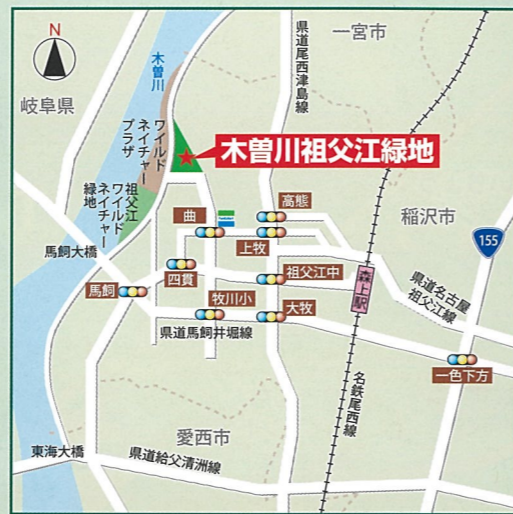 N
木曽川
一宮市
県道尾西津島線
岐阜県
ワイルド
ネイチャー
プラザ
木曽川祖父江緑地
祖父江
ワイルド
ネイチャー
緑地
高熊
曲
稲沢市
155
上牧
馬飼大橋
四貫
祖父江中
森上駅
県道名古屋
祖父江線
馬飼
牧川小
大牧
県道馬飼井堀線
一色下方
名鉄尾西線
愛西市
東海大橋
県道給父清洲線